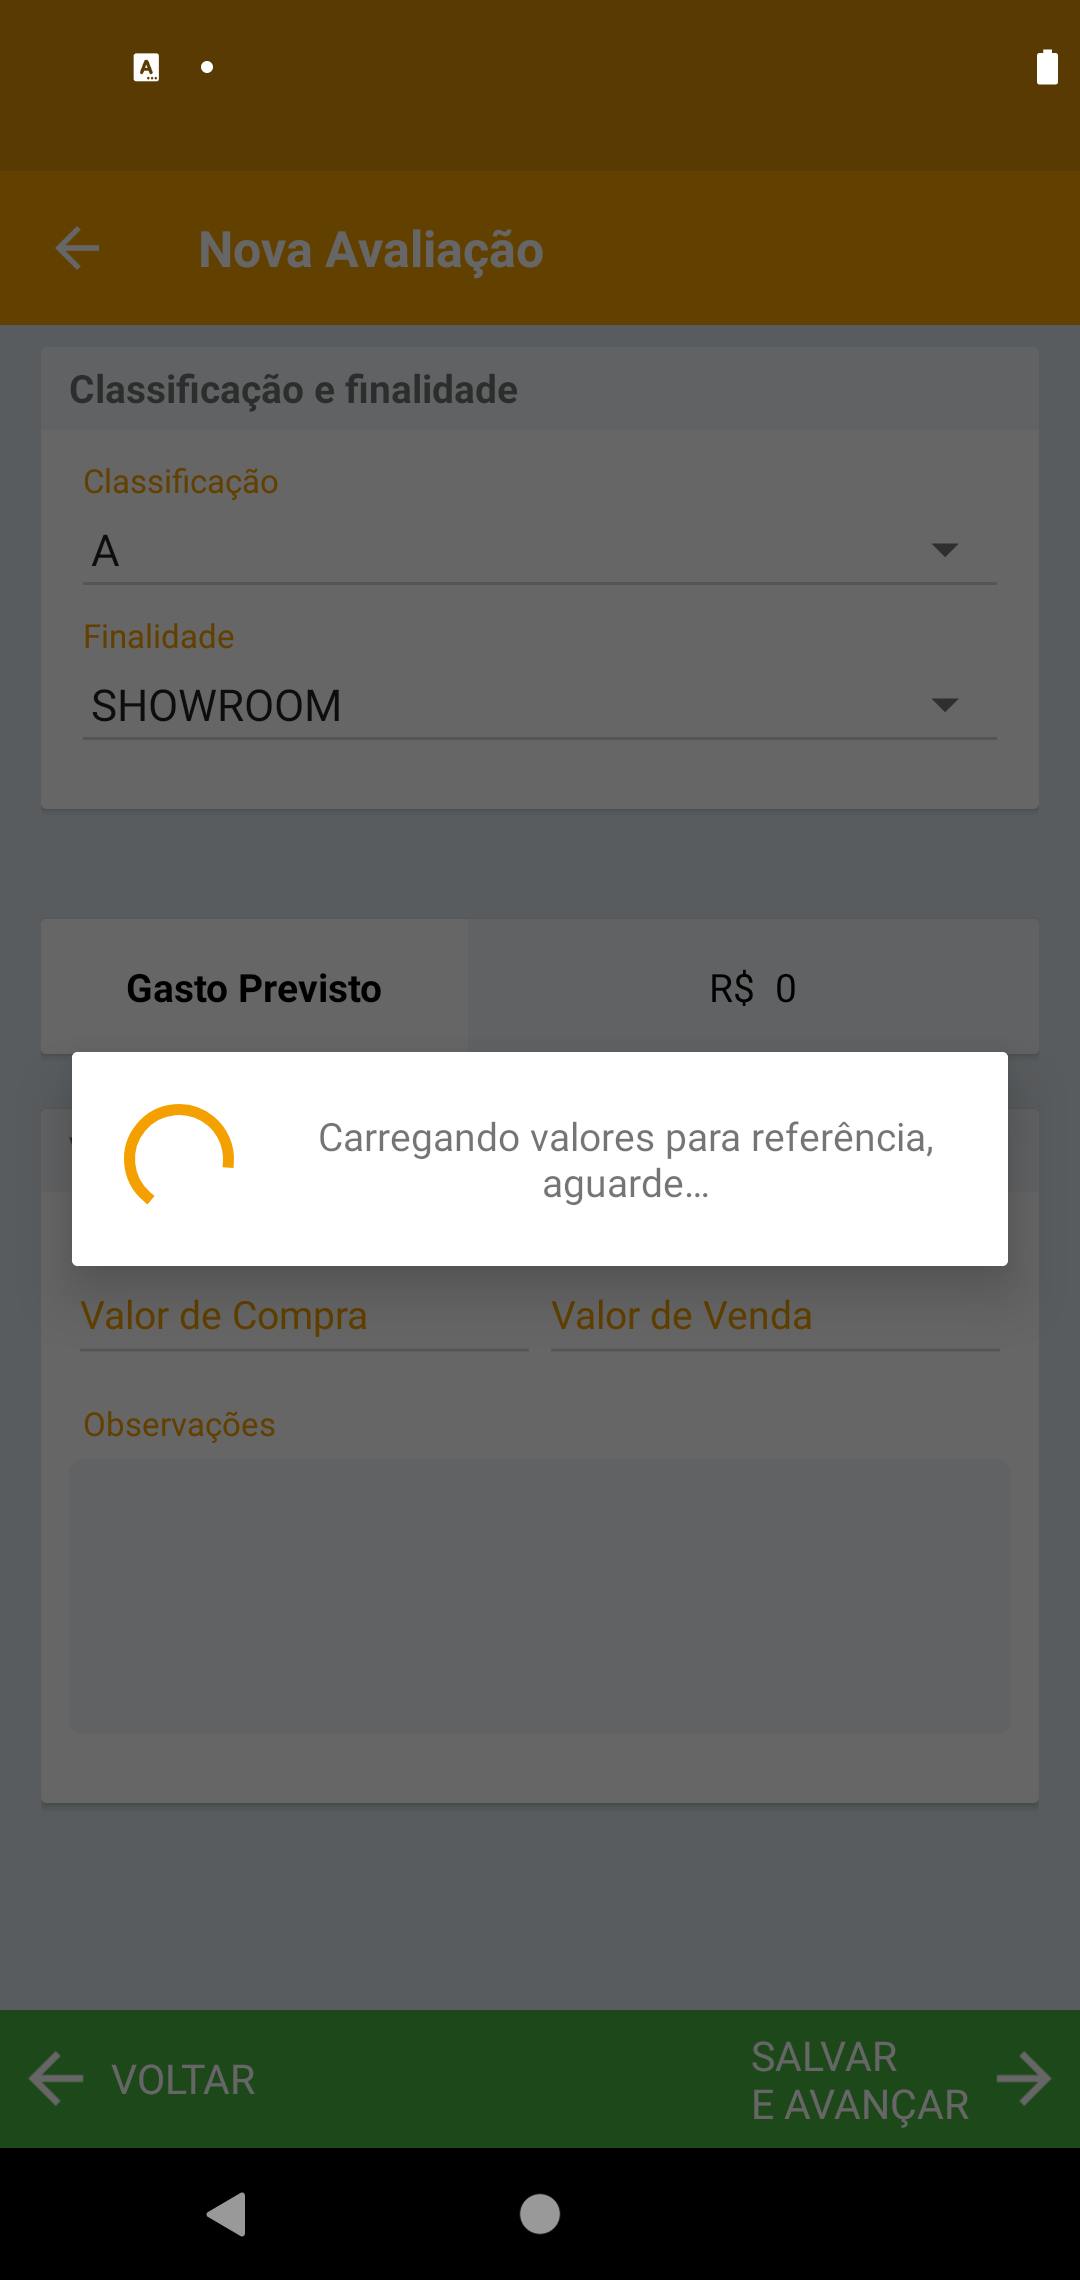 Nova Avaliação
Classificação e finalidade
Classificação
A
Finalidade
SHOWROOM
Gasto Previsto
R$ 0
Carregando valores para referência,
aguarde...
Valor de Compra
Valor de Venda
Observações
VOLTAR
SALVAR
E AVANÇAR